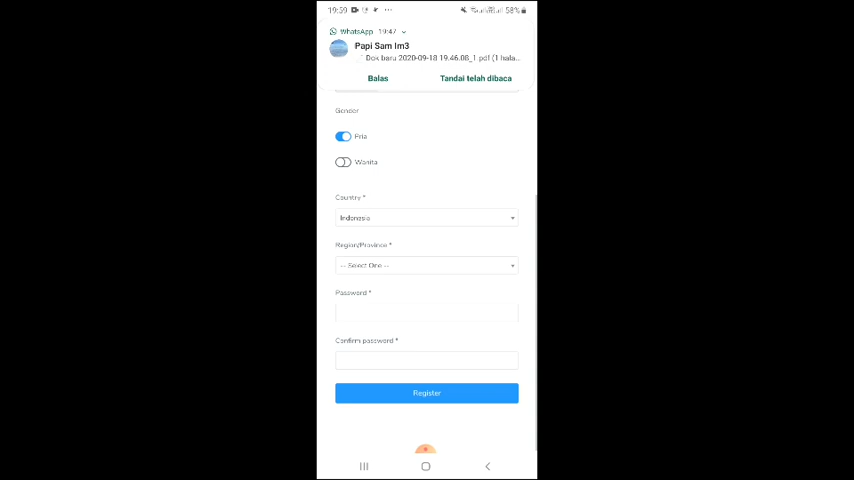 19:59 58%
WhatsApp 19:47
Papi Sam Im3
Dok baru 2020-09-18 19.46.08_1.pdf (1 hala...
Balas Tandai telah dibaca
Gender
Pria
Wanita
Country *
Indonesia
Region/Province *
-- Select One --
Password *
Confirm password *
Register